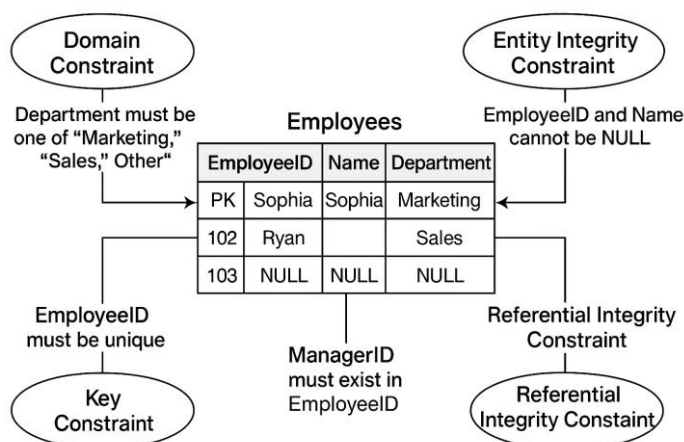 Domain
Constraint
Entity Integrity
Constraint
Department must be
one of “Marketing,”
“Sales,” Other“
EmployeeID and Name
cannot be NULL
Employees
EmployeeID Name Department
PK Sophia Sophia Marketing
102 Ryan Sales
103 NULL NULL NULL
EmployeeID
must be unique
ManagerID
must exist in
EmployeeID
Referential Integrity
Constraint
Key
Constraint
Referential
Integrity Constaint